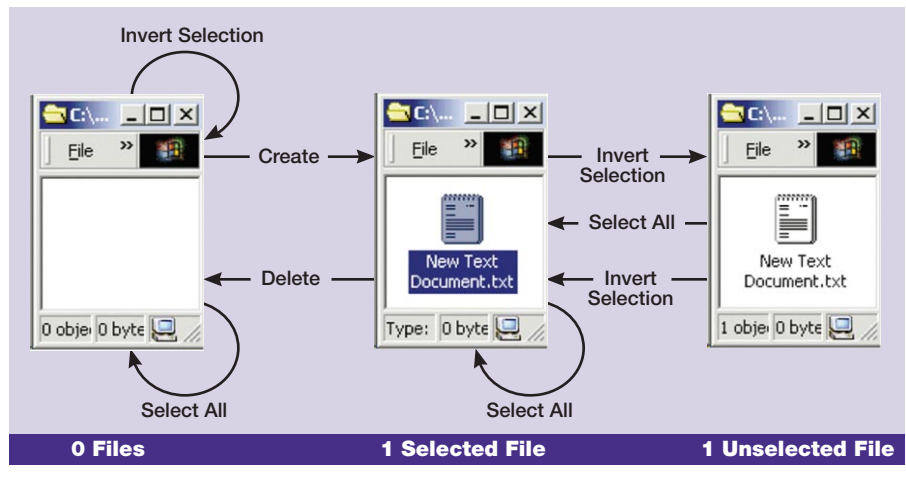 Invert Selection
C:\...
File »
0 obje 0 byte
Select All
0 Files
Create
Delete
C:\...
File »
New Text
Document.txt
Type: 0 byte
Select All
1 Selected File
Invert
Selection
Select All
Invert
Selection
C:\...
File »
New Text
Document.txt
1 obje 0 byte
1 Unselected File